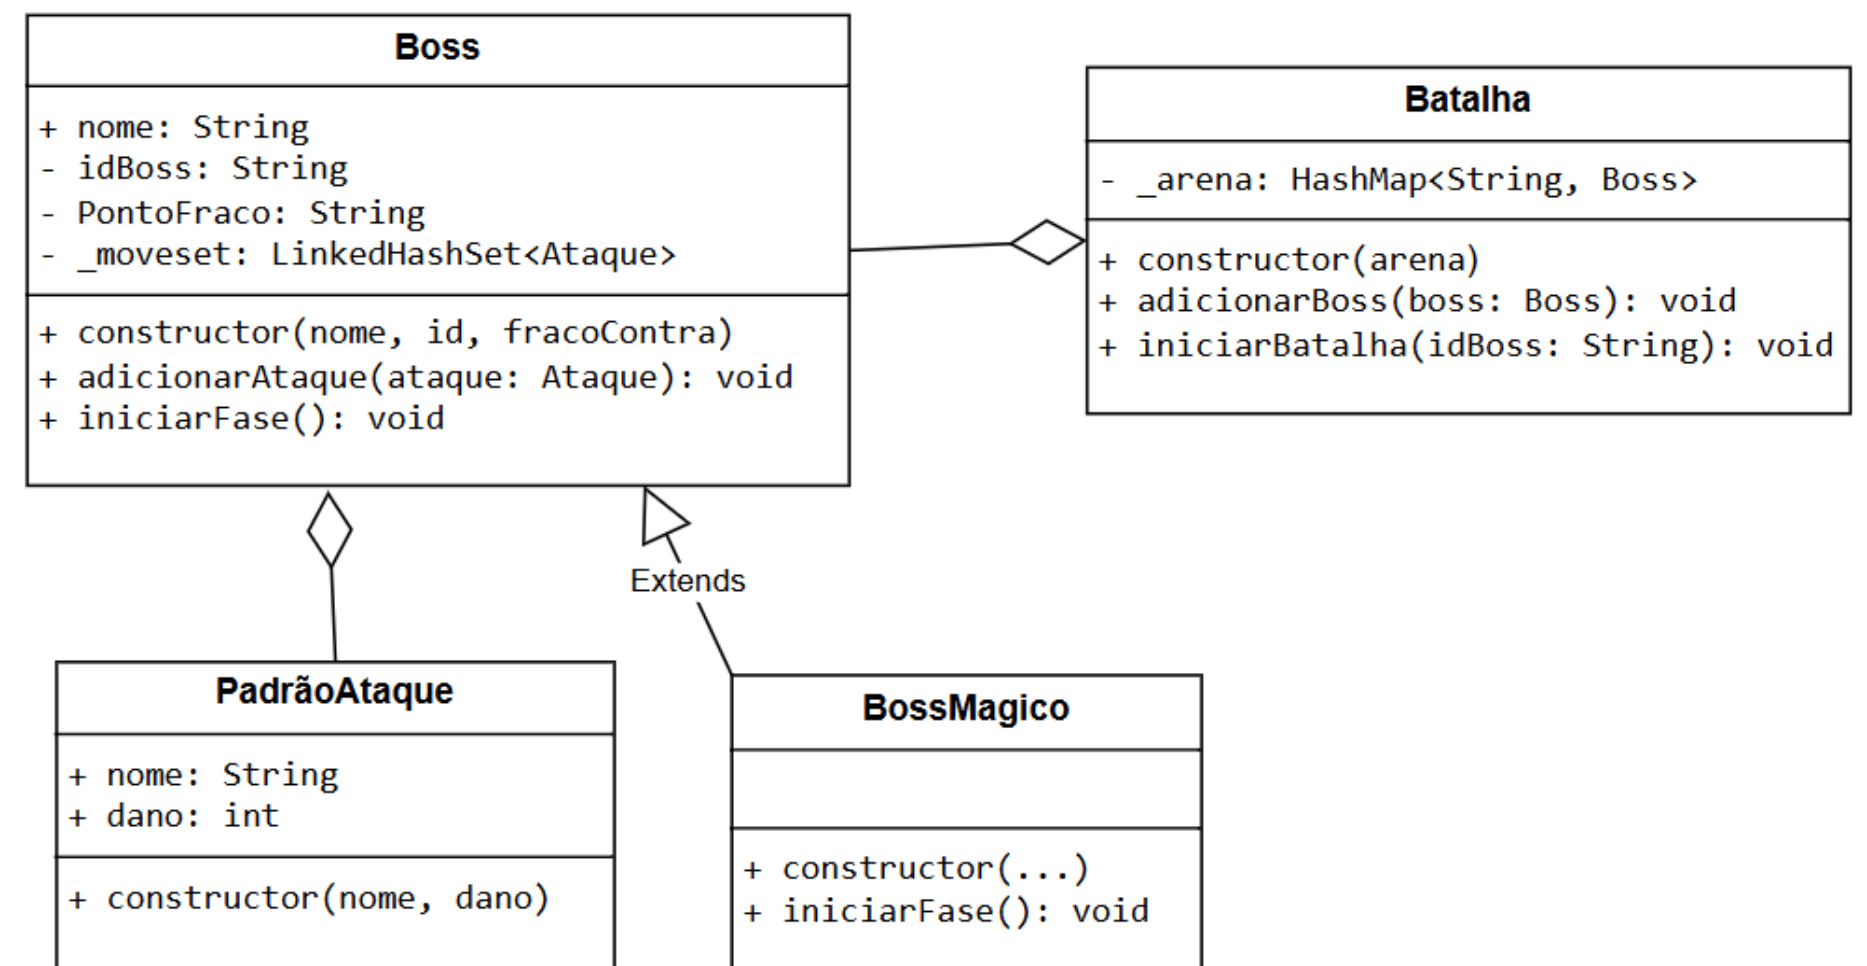 Boss
+ nome: String
- idBoss: String
- PontoFraco: String
- _moveset: LinkedHashSet<Ataque>
+ constructor(nome, id, fracoContra)
+ adicionarAtaque(ataque: Ataque): void
+ iniciarFase(): void
Batalha
- _arena: HashMap<String, Boss>
+ constructor(arena)
+ adicionarBoss(boss: Boss): void
+ iniciarBatalha(idBoss: String): void
Extends
PadrãoAtaque
+ nome: String
+ dano: int
+ constructor(nome, dano)
BossMagico
+ constructor(...)
+ iniciarFase(): void